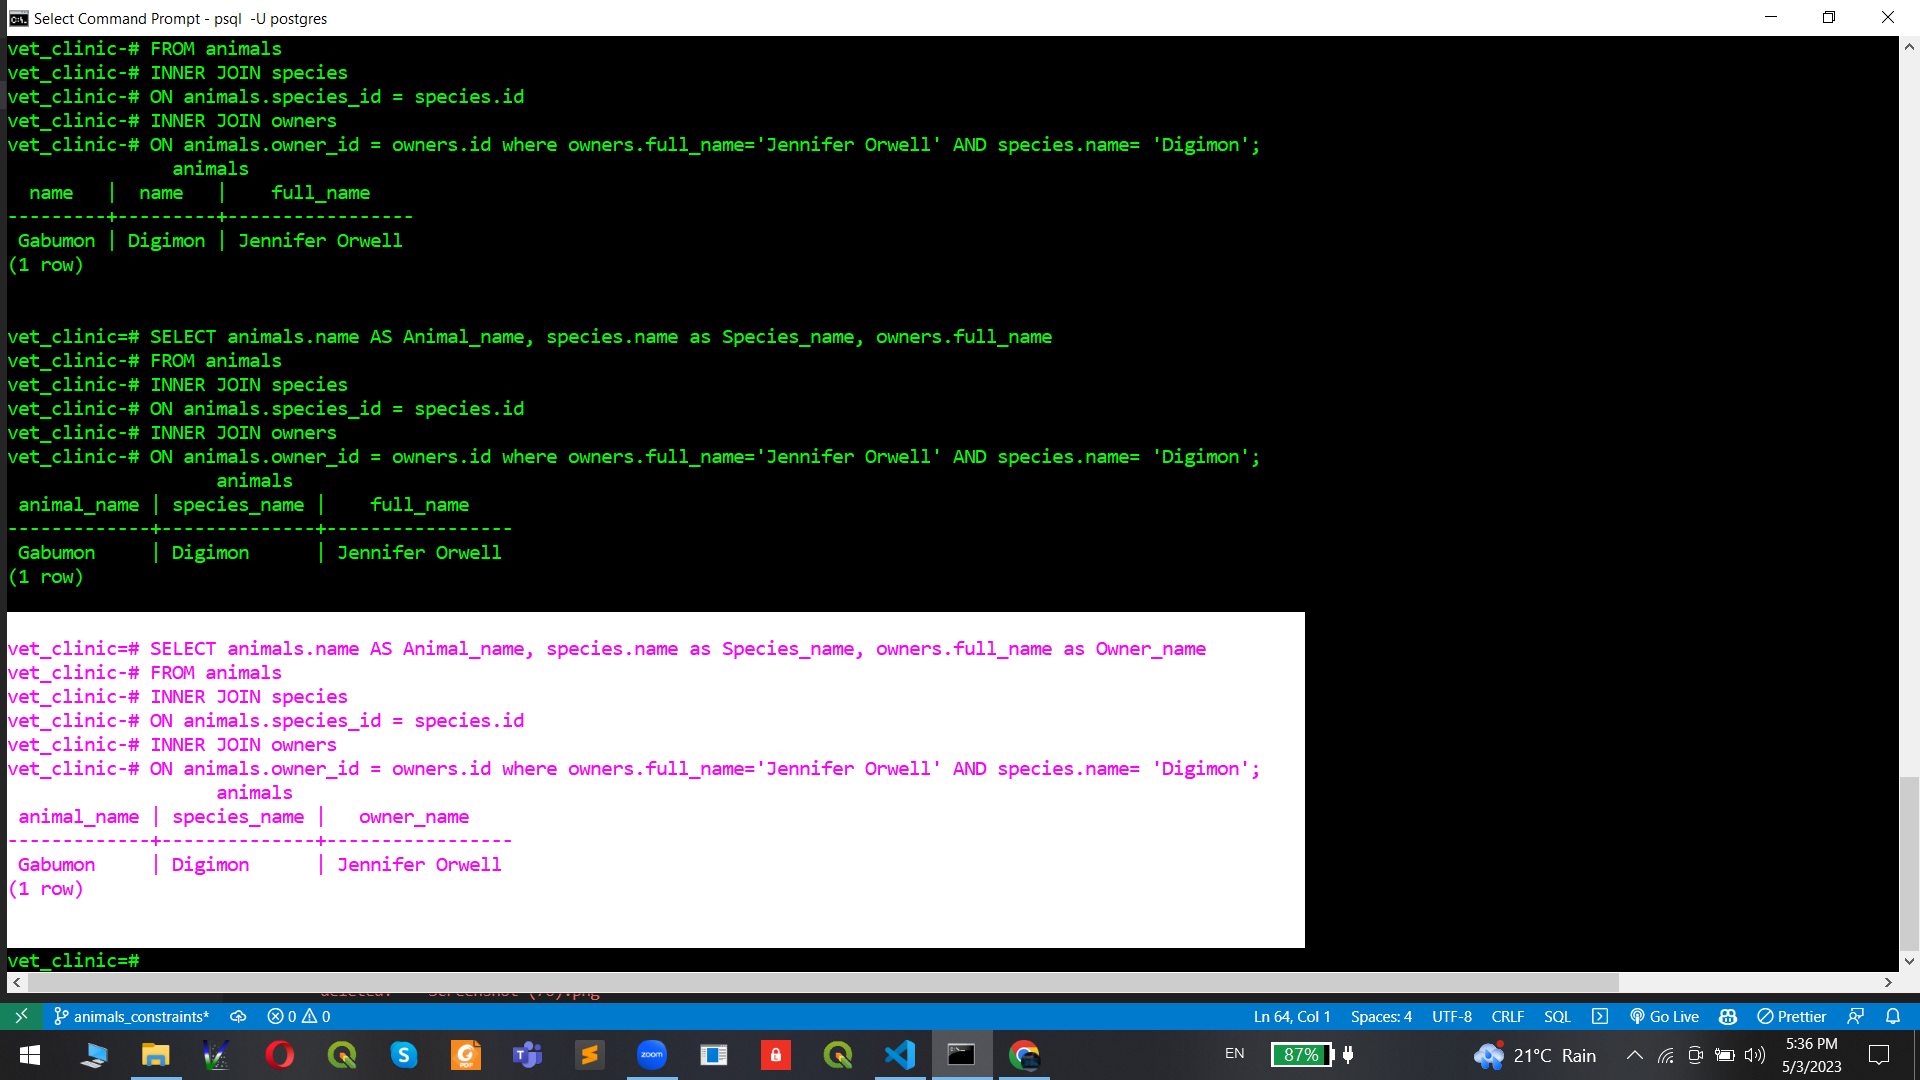 Select Command Prompt - psql  -U postgres
vet_clinic-# FROM animals
vet_clinic-# INNER JOIN species
vet_clinic-# ON animals.species_id = species.id
vet_clinic-# INNER JOIN owners
vet_clinic-# ON animals.owner_id = owners.id where owners.full_name='Jennifer Orwell' AND species.name= 'Digimon';
animals
name | name | full_name
---------+---------+-----------------
Gabumon | Digimon | Jennifer Orwell
(1 row)
vet_clinic=# SELECT animals.name AS Animal_name, species.name as Species_name, owners.full_name
vet_clinic-# FROM animals
vet_clinic-# INNER JOIN species
vet_clinic-# ON animals.species_id = species.id
vet_clinic-# INNER JOIN owners
vet_clinic-# ON animals.owner_id = owners.id where owners.full_name='Jennifer Orwell' AND species.name= 'Digimon';
animals
animal_name | species_name | full_name
-------------+--------------+-----------------
Gabumon | Digimon | Jennifer Orwell
(1 row)
vet_clinic=# SELECT animals.name AS Animal_name, species.name as Species_name, owners.full_name as Owner_name
vet_clinic-# FROM animals
vet_clinic-# INNER JOIN species
vet_clinic-# ON animals.species_id = species.id
vet_clinic-# INNER JOIN owners
vet_clinic-# ON animals.owner_id = owners.id where owners.full_name='Jennifer Orwell' AND species.name= 'Digimon';
animals
animal_name | species_name | owner_name
-------------+--------------+-----------------
Gabumon | Digimon | Jennifer Orwell
(1 row)
vet_clinic=#
animals_constraints* 0 0 Ln 64, Col 1 Spaces: 4 UTF-8 CRLF SQL Go Live Prettier
zoom EN 87% 21°C Rain 5:36 PM
5/3/2023